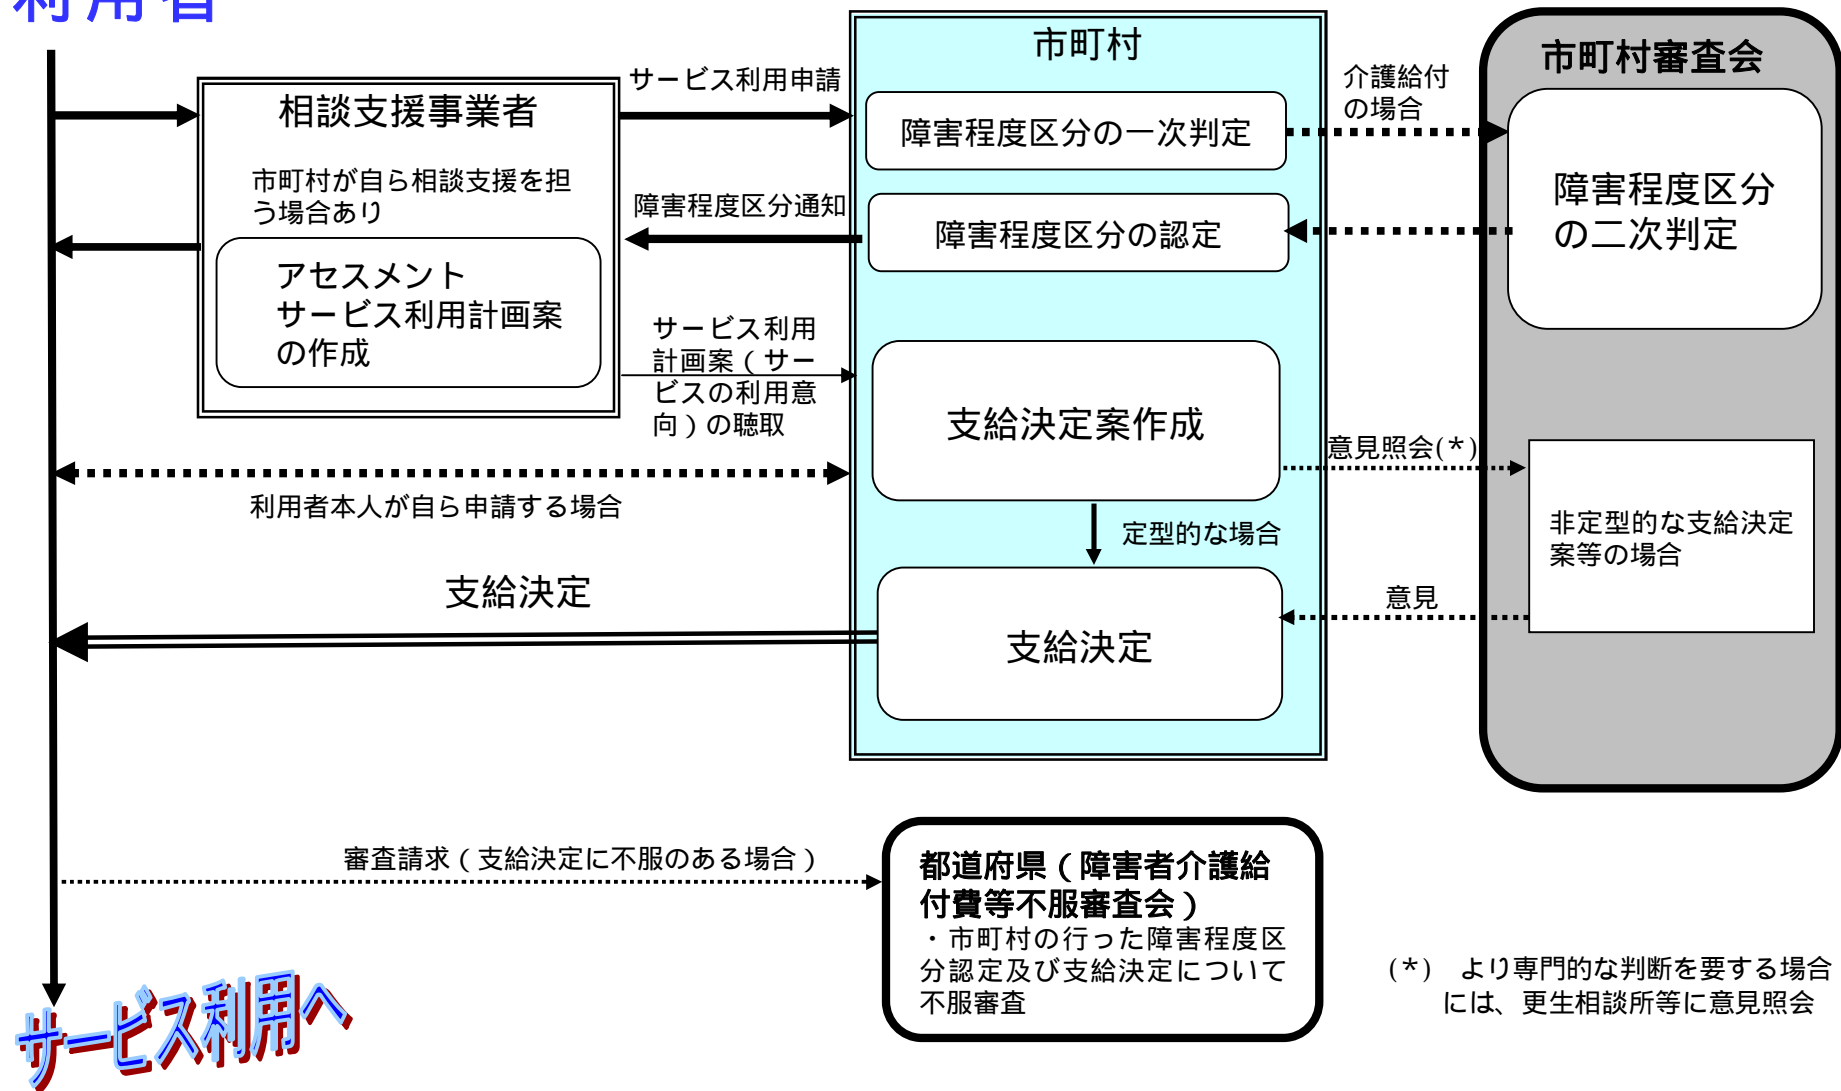 利用者
市町村
市町村審査会
サービス利用申請
介護給付
の場合
相談支援事業者
障害程度区分の一次判定
市町村が自ら相談支援を担
う場合あり
障害程度区分通知
障害程度区分の認定
障害程度区分
の二次判定
アセスメント
サービス利用計画案
の作成
サービス利用
計画案（サー
ビスの利用意
向）の聴取
支給決定案作成
意見照会(*)
利用者本人が自ら申請する場合
定型的な場合
非定型的な支給決定
案等の場合
支給決定
意見
支給決定
審査請求（支給決定に不服のある場合）
都道府県（障害者介護給
付費等不服審査会）
・市町村の行った障害程度区
分認定及び支給決定について
不服審査
(*)　より専門的な判断を要する場合
には、更生相談所等に意見照会
サービス利用へ